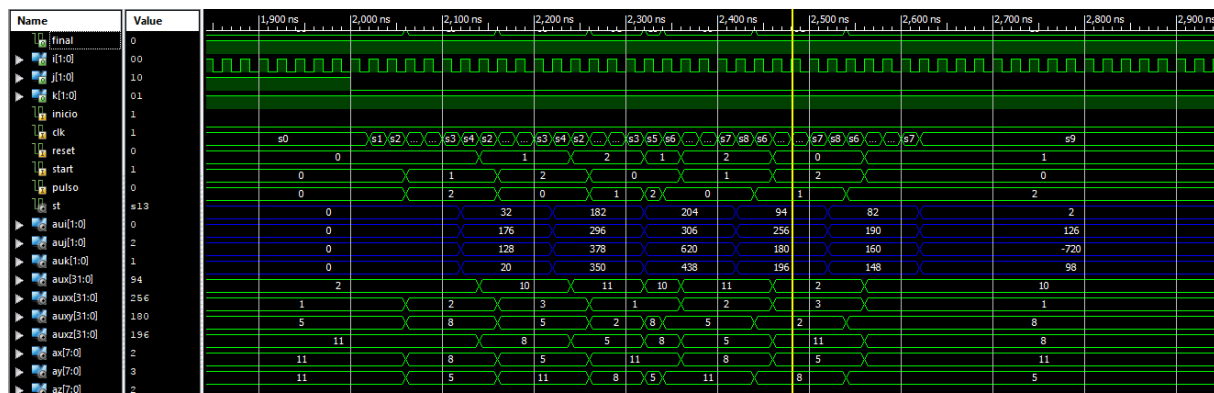 Name Value 1,900 ns 2,000 ns 2,100 ns 2,200 ns 2,300 ns 2,400 ns 2,500 ns 2,600 ns 2,700 ns 2,800 ns 2,900 ns
final 0
i[1:0] 00
j[1:0] 10
k[1:0] 01
inicio 1
clk 1 s0 s1 s2 ... ... s3 s4 s2 ... ... s3 s4 s2 ... ... s3 s5 s6 ... ... s7 s8 s6 ... ... s7 s8 s6 ... ... s7 s9
reset 0 0 1 2 1 2 0 1
start 1 0 1 2 0 1 2 0
pulso 0 0 2 0 1 2 0 1 2
st s13 0 32 182 204 94 82 2
aui[1:0] 0 0 176 296 306 256 190 126
auj[1:0] 2 0 128 378 620 180 160 -720
auk[1:0] 1 0 20 350 438 196 148 98
aux[31:0] 94 2 10 11 10 11 2 10
auxx[31:0] 256 1 2 3 1 2 3 1
auxy[31:0] 180 5 8 5 2 8 5 2 8
auxz[31:0] 196 11 8 5 8 5 11 8
ax[7:0] 2 11 8 5 11 8 5 11
ay[7:0] 3 11 5 11 8 5 11 8 5
az[7:0]